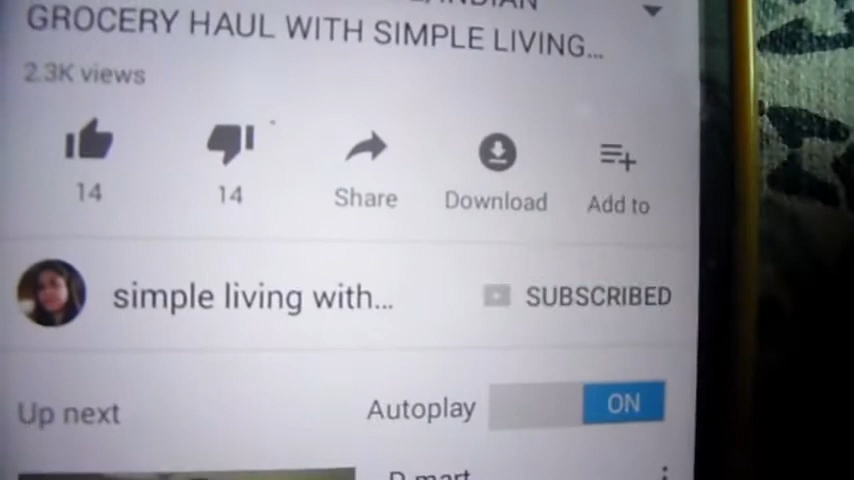 GROCERY HAUL WITH SIMPLE LIVING...
2.3K views
14
14
Share
Download
Add to
simple living with...
SUBSCRIBED
Up next
Autoplay
ON
D mart